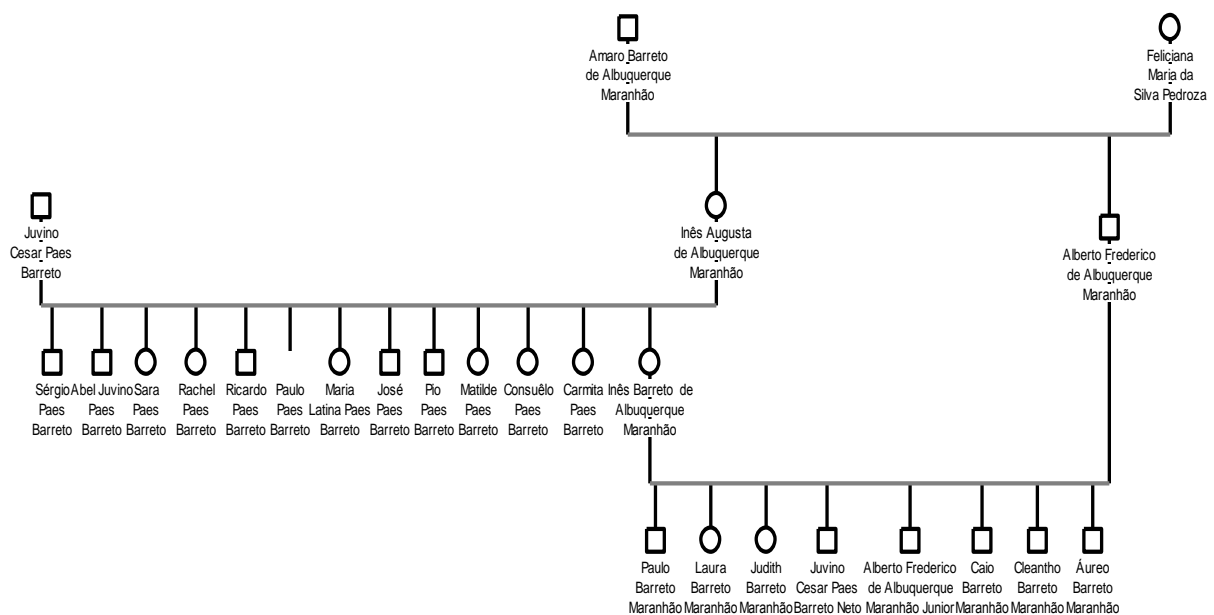 Amaro Barreto
de Albuquerque
Maranhão
Feliciana
Maria da
Silva Pedroza
Juvino
Cesar Paes
Barreto
Inês Augusta
de Albuquerque
Maranhão
Alberto Frederico
de Albuquerque
Maranhão
Sérgio
Paes
Barreto
Abel Juvino
Paes
Barreto
Sara
Paes
Barreto
Rachel
Paes
Barreto
Ricardo
Paes
Barreto
Paulo
Paes
Barreto
Maria
Latina Paes
Barreto
José
Paes
Barreto
Pio
Paes
Barreto
Matilde
Paes
Barreto
Consuêlo
Paes
Barreto
Carmita
Paes
Barreto
Inês Barreto de
Albuquerque
Maranhão
Paulo
Barreto
Maranhão
Laura
Barreto
Maranhão
Judith
Barreto
Maranhão
Juvino
Cesar Paes
Barreto Neto
Alberto Frederico
de Albuquerque
Maranhão Junior
Caio
Barreto
Maranhão
Cleantho
Barreto
Maranhão
Áureo
Barreto
Maranhão